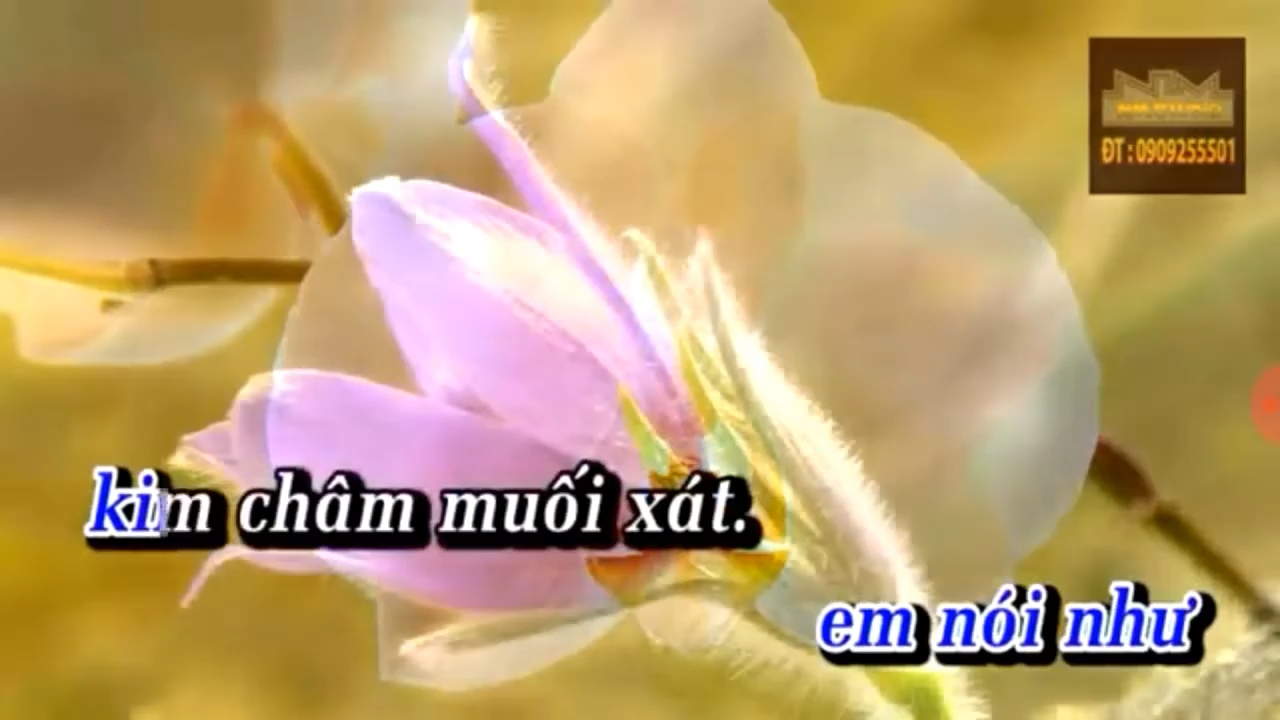 ĐT : 0909255501
kim châm muối xát.
em nói như